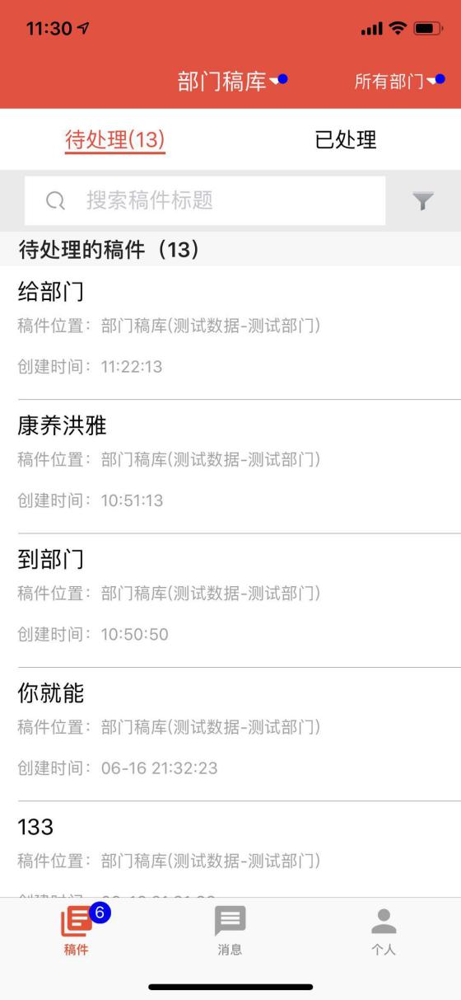 11:30
部门稿库
所有部门
待处理(13)
已处理
搜索稿件标题
待处理的稿件（13）
给部门
稿件位置：部门稿库(测试数据-测试部门)
创建时间：11:22:13
康养洪雅
稿件位置：部门稿库(测试数据-测试部门)
创建时间：10:51:13
到部门
稿件位置：部门稿库(测试数据-测试部门)
创建时间：10:50:50
你就能
稿件位置：部门稿库(测试数据-测试部门)
创建时间：06-16 21:32:23
133
稿件位置：部门稿库(测试数据-测试部门)
6
稿件
消息
个人